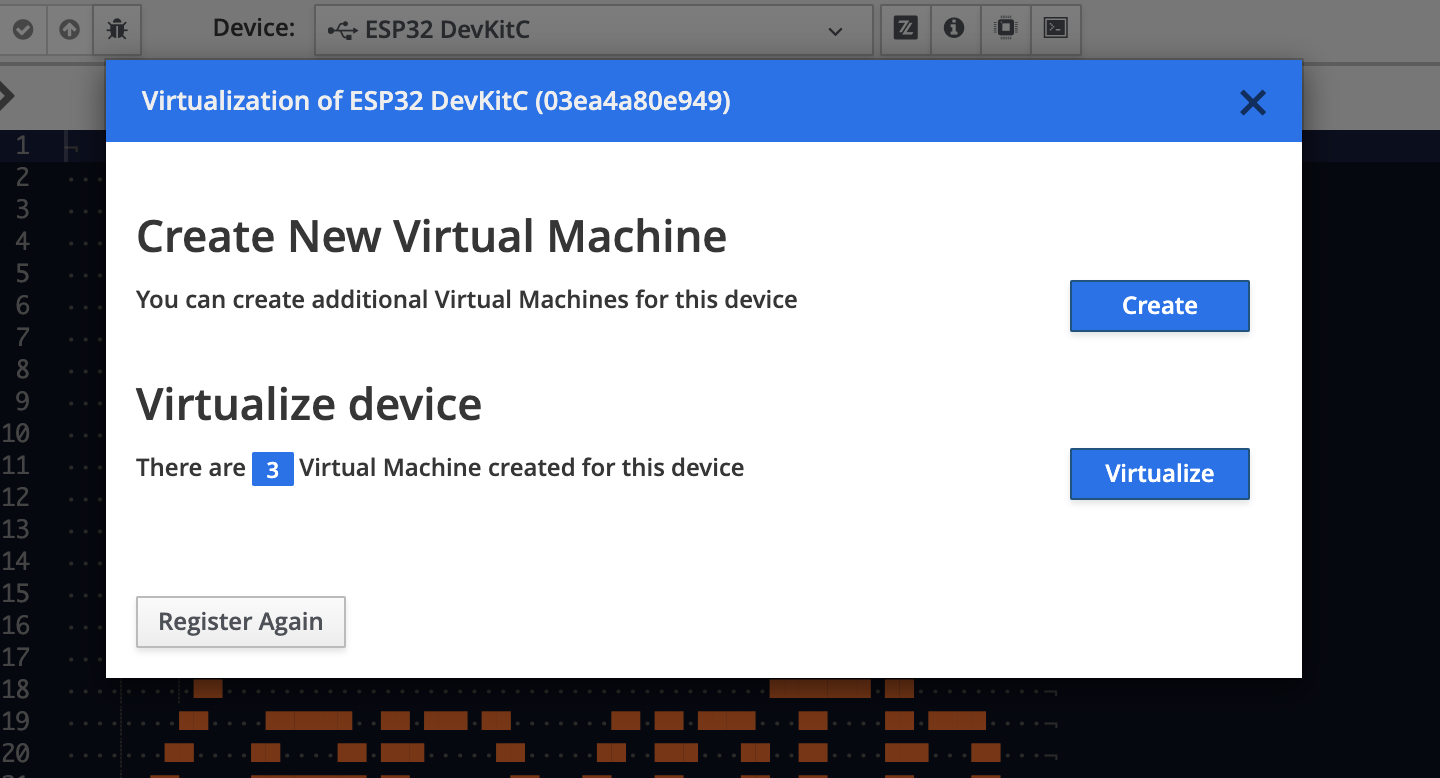 Device:
ESP32 DevKitC
Virtualization of ESP32 DevKitC (03ea4a80e949)
Create New Virtual Machine
You can create additional Virtual Machines for this device
Create
Virtualize device
There are 3 Virtual Machine created for this device
Virtualize
Register Again
1
2
3
4
5
6
7
8
9
10
11
12
13
14
15
16
17
18
19
20